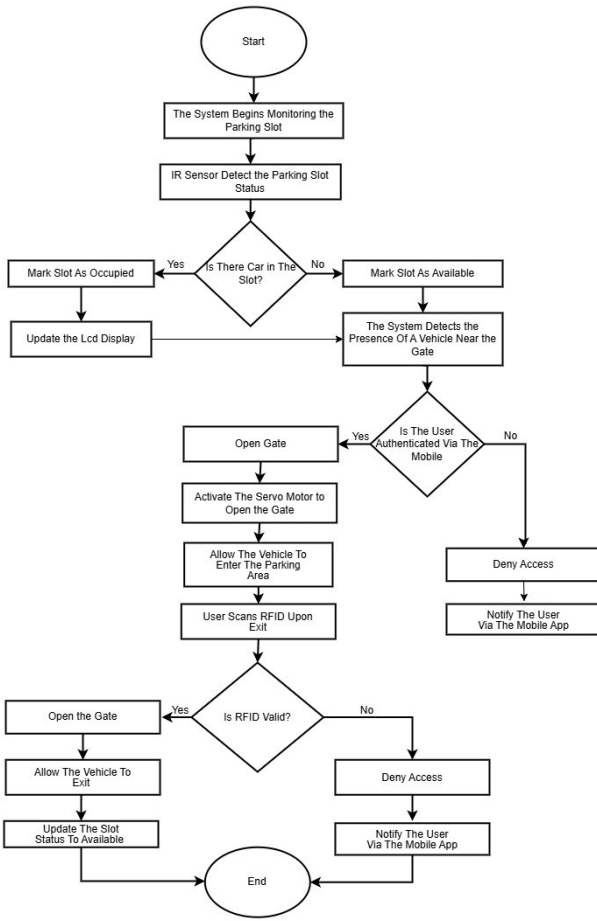 Start
The System Begins Monitoring the
Parking Slot
IR Sensor Detect the Parking Slot
Status
Is There Car in The
Slot?
Yes
No
Mark Slot As Occupied
Mark Slot As Available
Update the Lcd Display
The System Detects the
Presence Of A Vehicle Near the
Gate
Is The User
Authenticated Via The
Mobile
Yes
No
Open Gate
Activate The Servo Motor to
Open the Gate
Allow The Vehicle To
Enter The Parking
Area
Deny Access
User Scans RFID Upon
Exit
Notify The User
Via The Mobile App
Is RFID Valid?
Yes
No
Open the Gate
Allow The Vehicle To
Exit
Deny Access
Update The Slot
Status To Available
Notify The User
Via The Mobile App
End